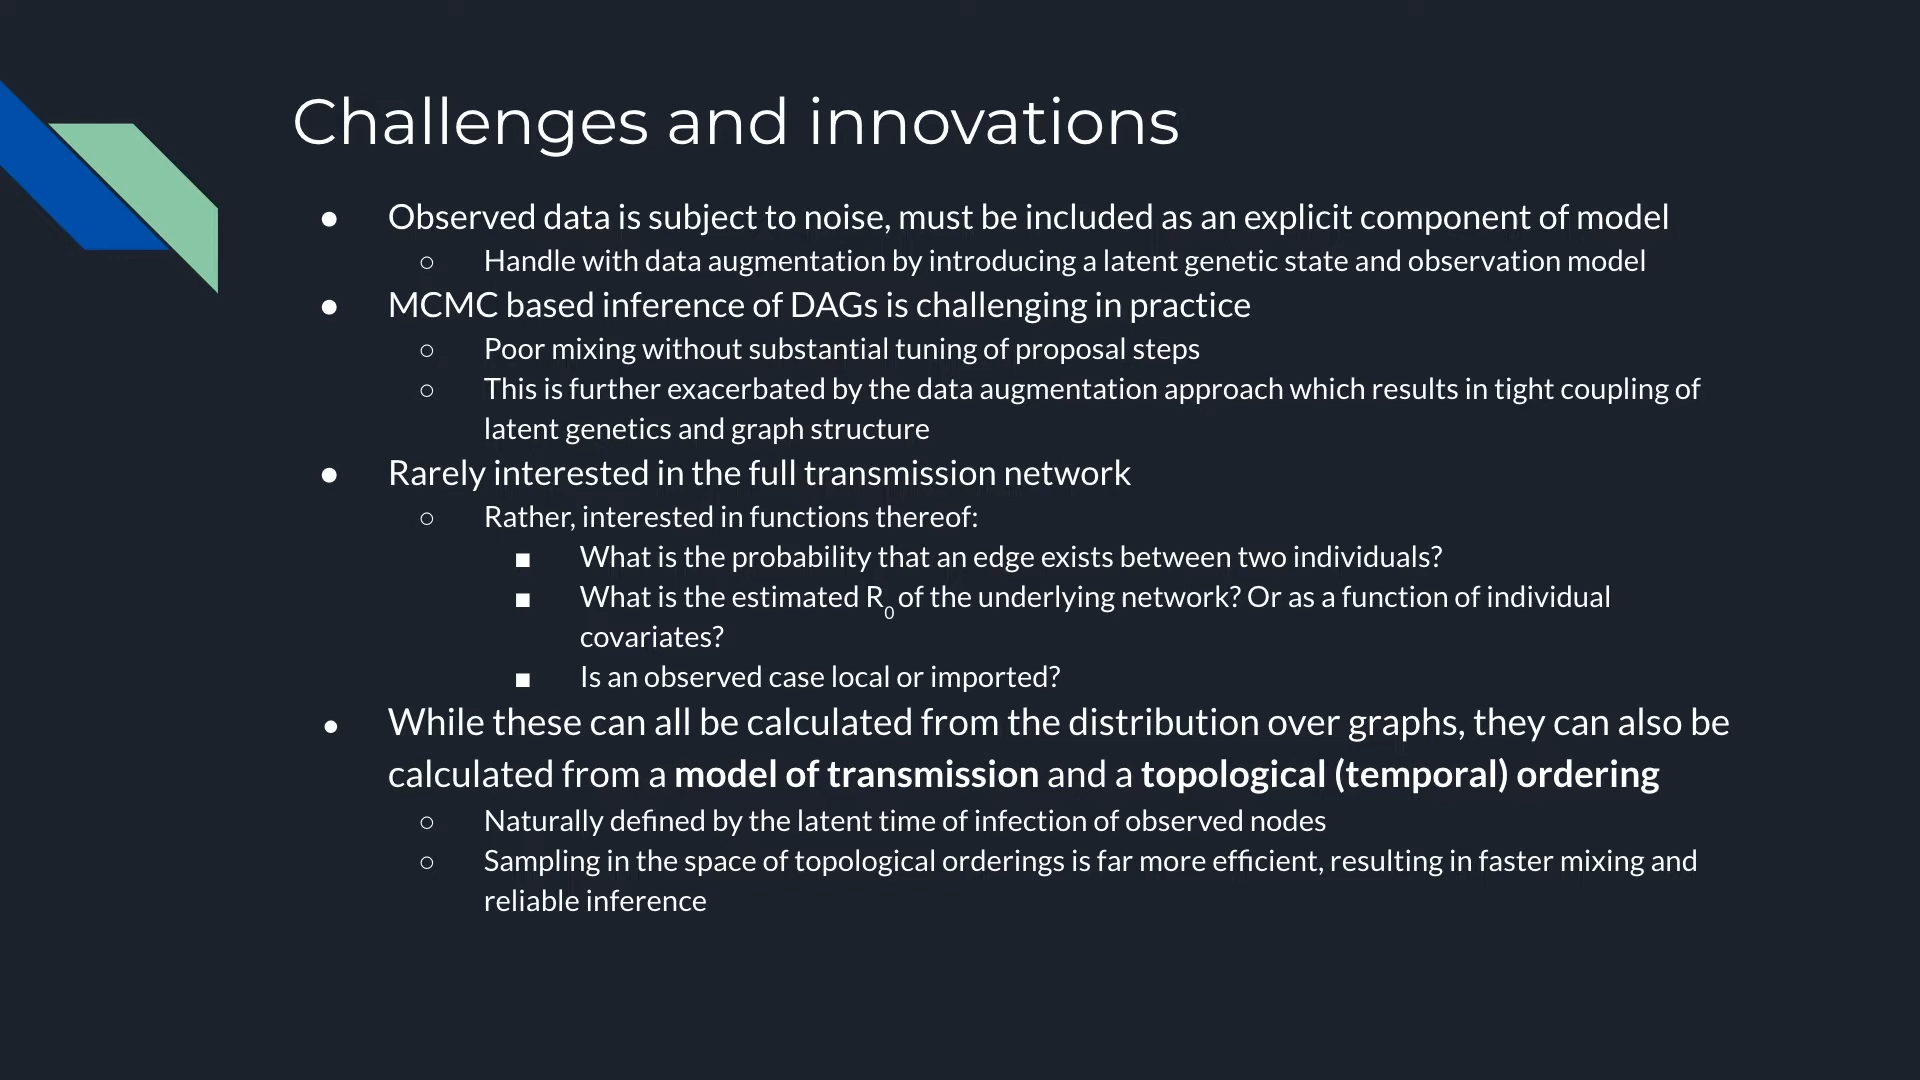 Challenges and innovations
● Observed data is subject to noise, must be included as an explicit component of model
○ Handle with data augmentation by introducing a latent genetic state and observation model
● MCMC based inference of DAGs is challenging in practice
○ Poor mixing without substantial tuning of proposal steps
○ This is further exacerbated by the data augmentation approach which results in tight coupling of
latent genetics and graph structure
● Rarely interested in the full transmission network
○ Rather, interested in functions thereof:
■ What is the probability that an edge exists between two individuals?
■ What is the estimated R₀ of the underlying network? Or as a function of individual
covariates?
■ Is an observed case local or imported?
● While these can all be calculated from the distribution over graphs, they can also be
calculated from a model of transmission and a topological (temporal) ordering
○ Naturally defined by the latent time of infection of observed nodes
○ Sampling in the space of topological orderings is far more efficient, resulting in faster mixing and
reliable inference